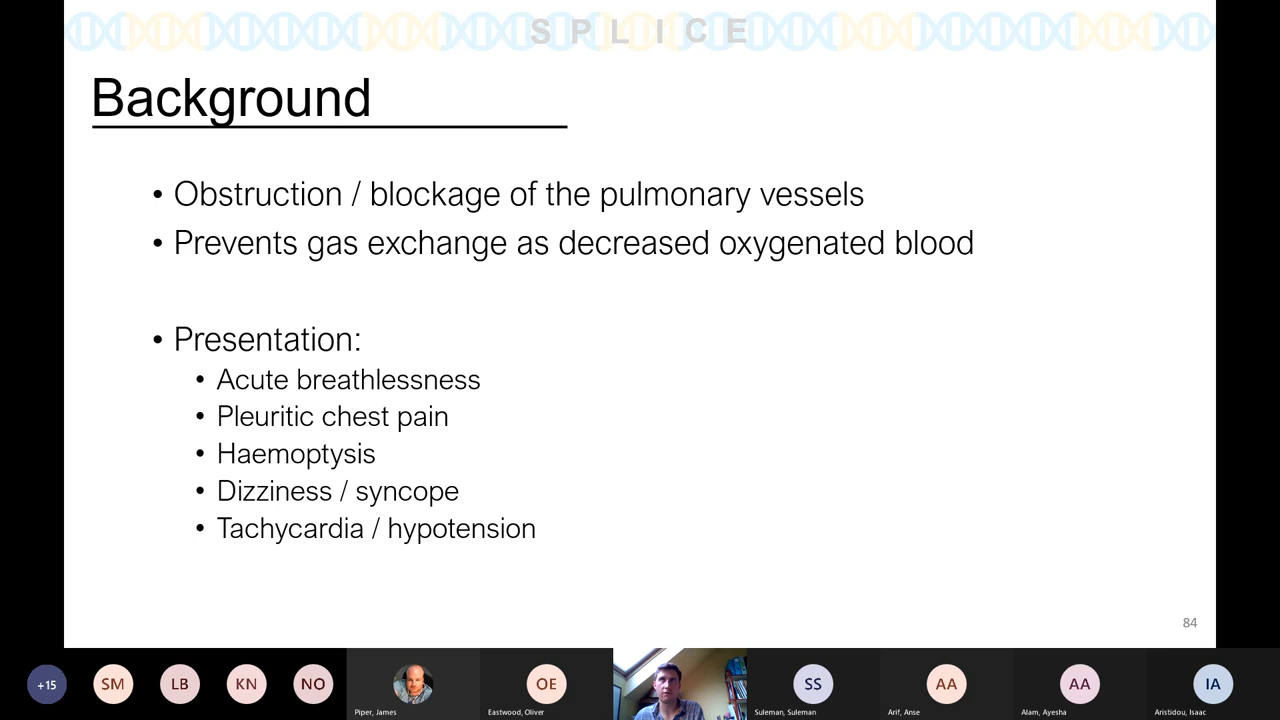 SPLICE
Background
• Obstruction / blockage of the pulmonary vessels
• Prevents gas exchange as decreased oxygenated blood
• Presentation:
• Acute breathlessness
• Pleuritic chest pain
• Haemoptysis
• Dizziness / syncope
• Tachycardia / hypotension
84
+15 SM LB KN NO OE SS AA AA IA
Piper, James Eastwood, Oliver Suleman, Suleman Arif, Anse Alam, Ayesha Aristidou, Isaac